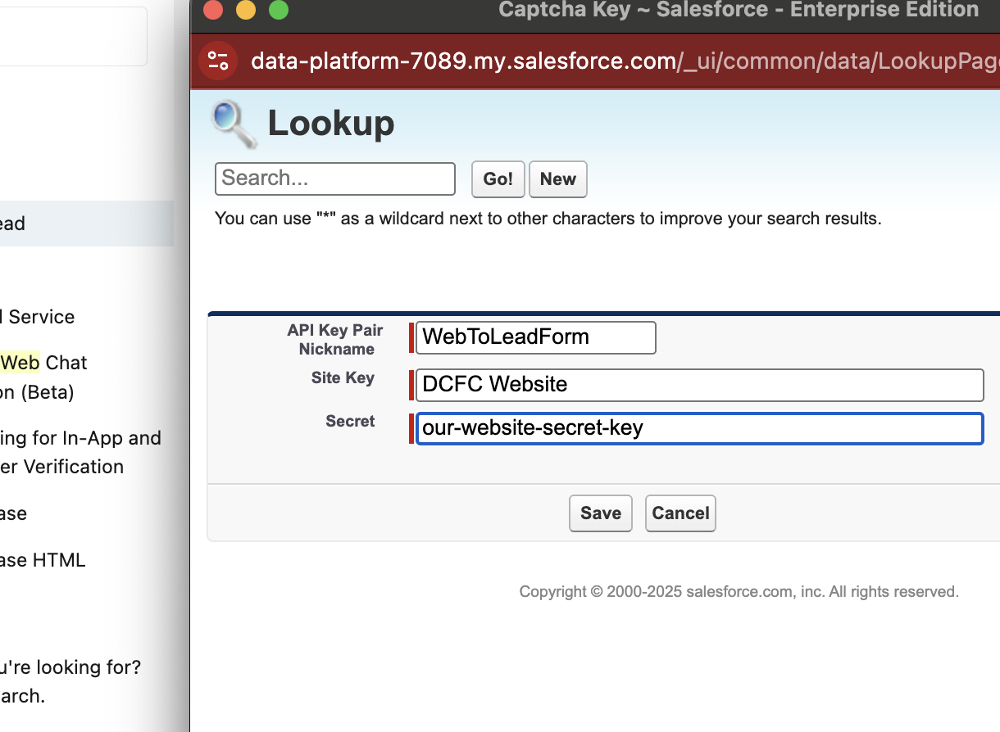 Captcha Key ~ Salesforce - Enterprise Edition
data-platform-7089.my.salesforce.com/_ui/common/data/LookupPag
Lookup
Search...
Go!
New
You can use "*" as a wildcard next to other characters to improve your search results.
API Key Pair
Nickname
WebToLeadForm
Site Key
DCFC Website
Secret
our-website-secret-key
Save
Cancel
Copyright © 2000-2025 salesforce.com, inc. All rights reserved.
ead
l Service
Web Chat
on (Beta)
ing for In-App and
er Verification
ase
ase HTML
u're looking for?
arch.